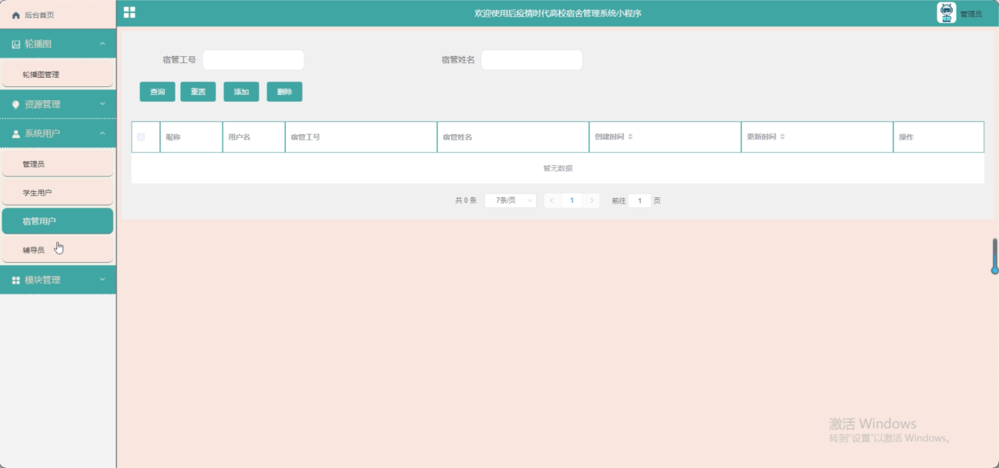 后台首页
欢迎使用后疫情时代高校宿舍管理系统小程序
管理员
轮播图
轮播图管理
资源管理
系统用户
管理员
学生用户
宿管用户
辅导员
模块管理
宿管工号
宿管姓名
查询 重置 添加 删除
昵称 用户名 宿管工号 宿管姓名 创建时间 更新时间 操作
暂无数据
共 0 条 7条/页 1 前往 1 页
激活 Windows
转到"设置"以激活 Windows。